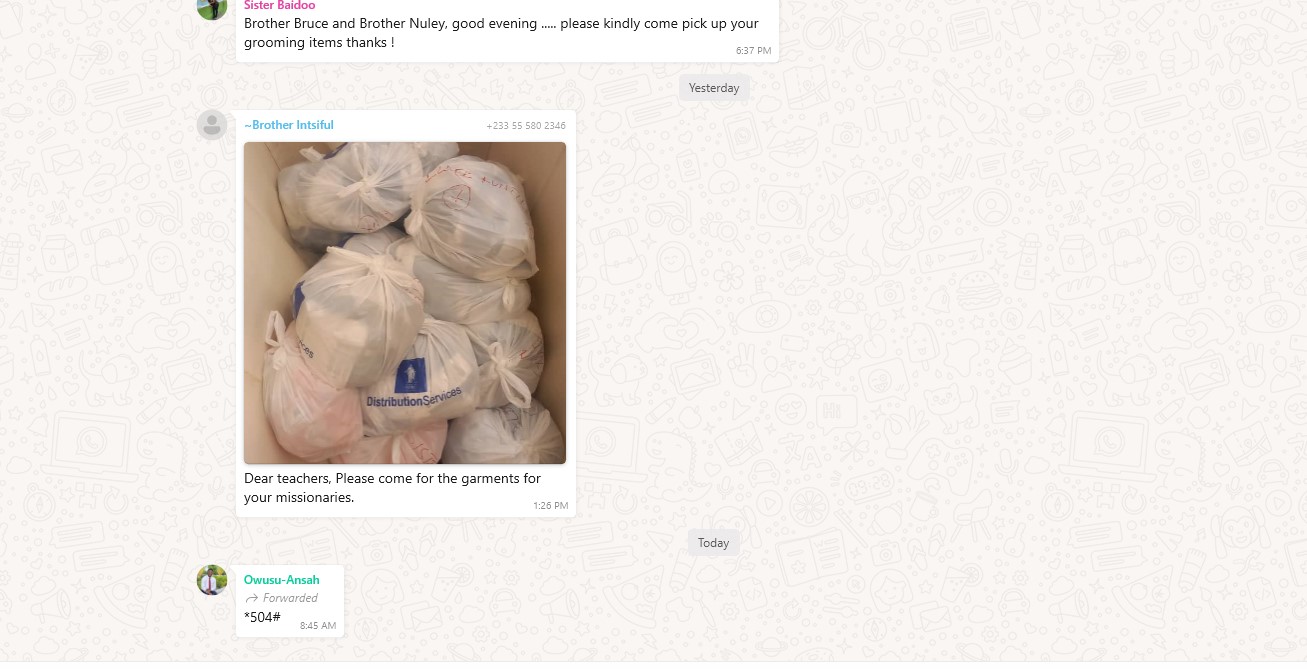 Sister Baidoo
Brother Bruce and Brother Nuley, good evening ..... please kindly come pick up your
grooming items thanks !
6:37 PM
Yesterday
~Brother Intsiful
+233 55 580 2346
DistributionServices
Dear teachers, Please come for the garments for
your missionaries.
1:26 PM
Today
Owusu-Ansah
Forwarded
*504#
8:45 AM